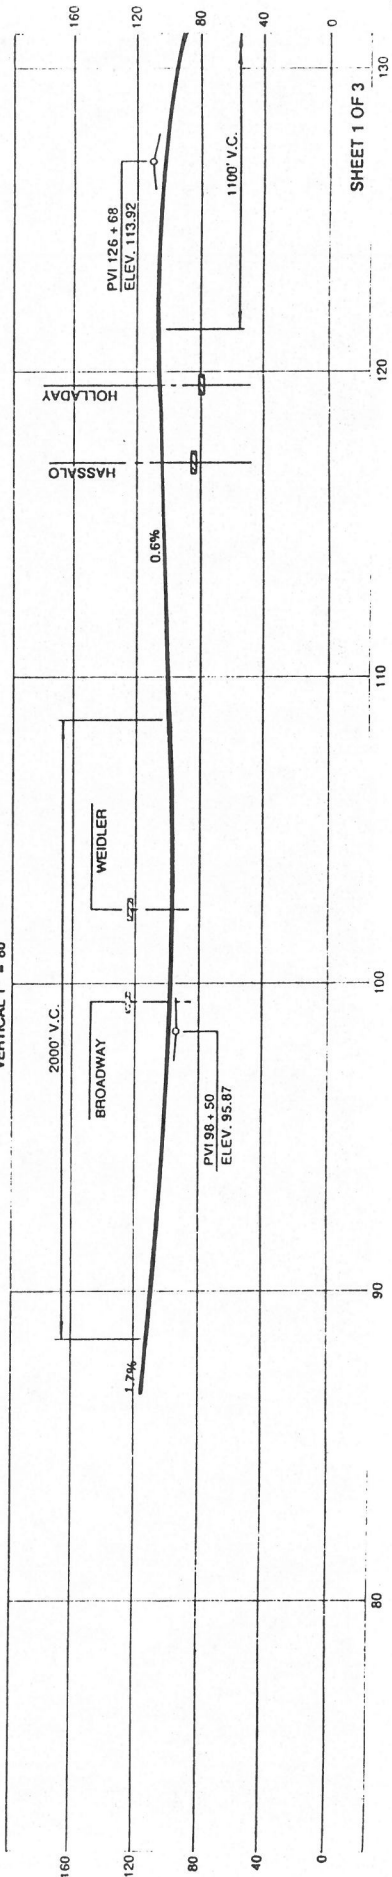 VERTICAL
160
120
80
40
0
160
120
80
40
0
2000' V.C.
1.7%
BROADWAY
WEIDLER
PVI 98 + 50
ELEV. 95.87
0.6%
HASSALO
HOLLADAY
PVI 126 + 68
ELEV. 113.92
1100' V.C.
80
90
100
110
120
130
SHEET 1 OF 3